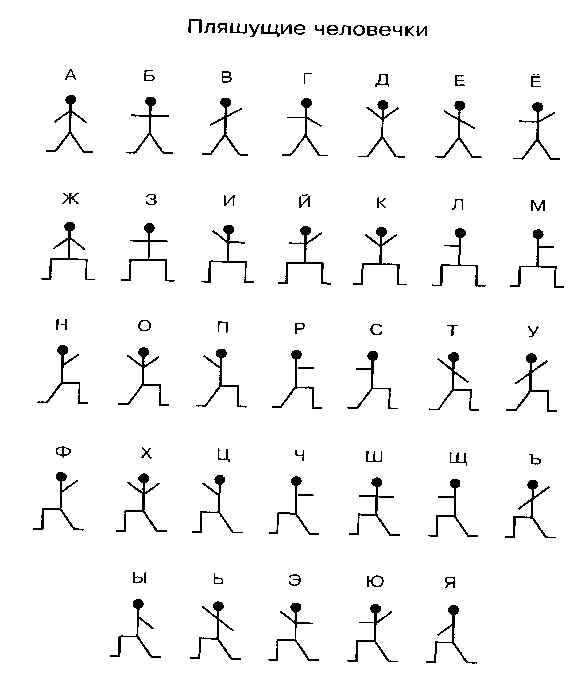 Пляшущие человечки
А Б В Г Д Е Ё
Ж З И Й К Л М
Н О П Р С Т У
Ф Х Ц Ч Ш Щ Ъ
Ы Ь Э Ю Я